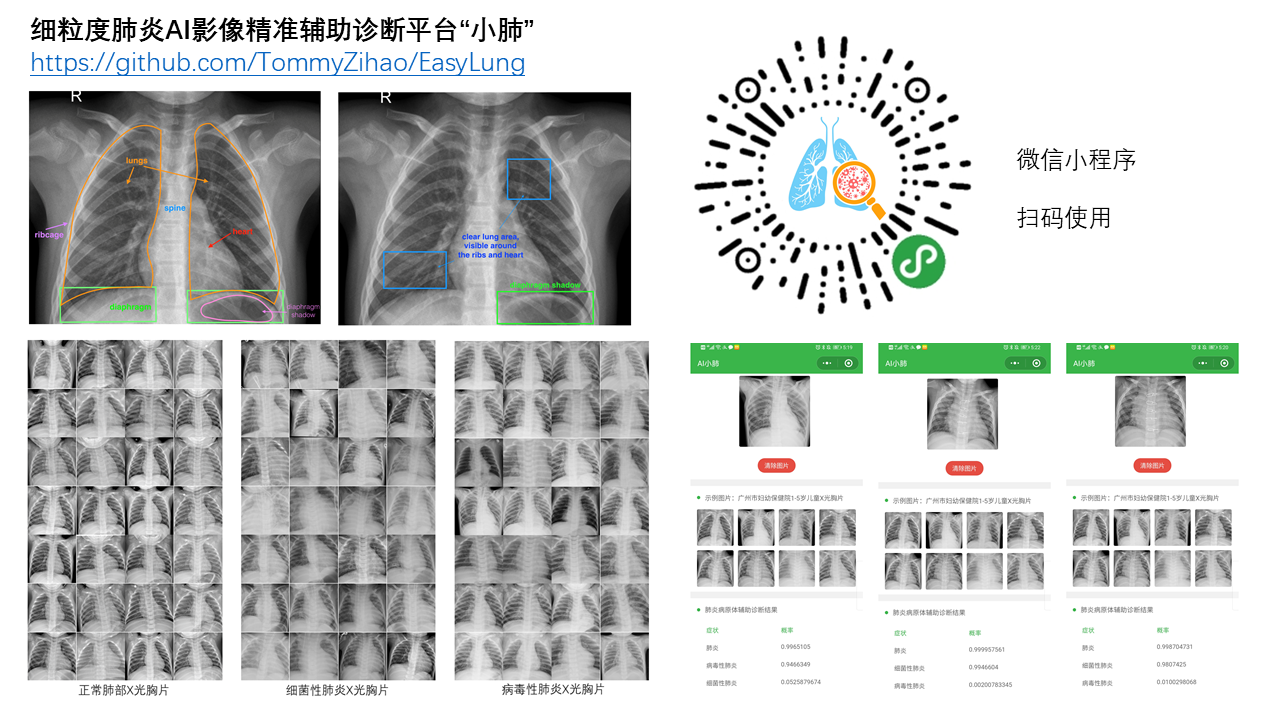 细粒度肺炎AI影像精准辅助诊断平台“小肺”
https://github.com/TommyZihao/EasyLung
R
lungs
spine
ribcage
heart
diaphragm
diaphragm
shadow
R
clear lung area,
visible around
the ribs and heart
diaphragm shadow
微信小程序
扫码使用
正常肺部X光胸片
细菌性肺炎X光胸片
病毒性肺炎X光胸片
5:19
AI小肺
清除图片
示例图片：广州市妇幼保健院1-5岁儿童X光胸片
肺炎病原体辅助诊断结果
症状 概率
肺炎 0.9965105
病毒性肺炎 0.9466349
细菌性肺炎 0.0525879674
5:22
AI小肺
清除图片
示例图片：广州市妇幼保健院1-5岁儿童X光胸片
肺炎病原体辅助诊断结果
症状 概率
肺炎 0.999957561
细菌性肺炎 0.9946604
病毒性肺炎 0.00200783345
5:20
AI小肺
清除图片
示例图片：广州市妇幼保健院1-5岁儿童X光胸片
肺炎病原体辅助诊断结果
症状 概率
肺炎 0.998704731
细菌性肺炎 0.9807425
病毒性肺炎 0.0100298068